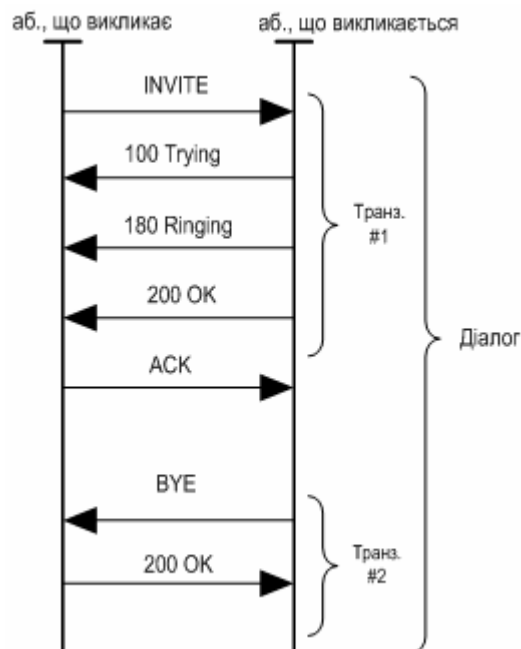 аб., що викликає
аб., що викликається
INVITE
100 Trying
180 Ringing
200 OK
ACK
Транз.
#1
Діалог
BYE
200 OK
Транз.
#2